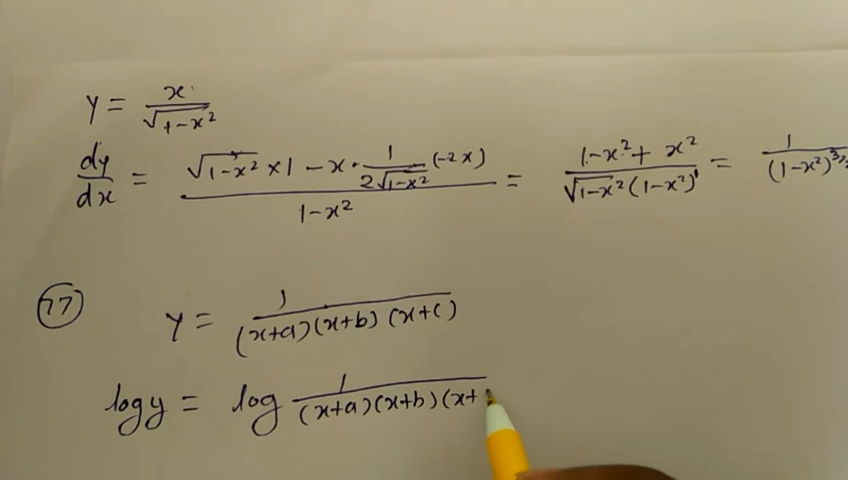 y = x / √(1-x²)
dy/dx = (√(1-x²) × 1 - x · 1/(2√(1-x²)) (-2x)) / (1-x²) = (1-x²+x²) / (√(1-x²) (1-x²)¹) = 1 / (1-x²)^(3/2)
77 y = 1 / ((x+a)(x+b)(x+c))
log y = log 1 / ((x+a)(x+b)(x+